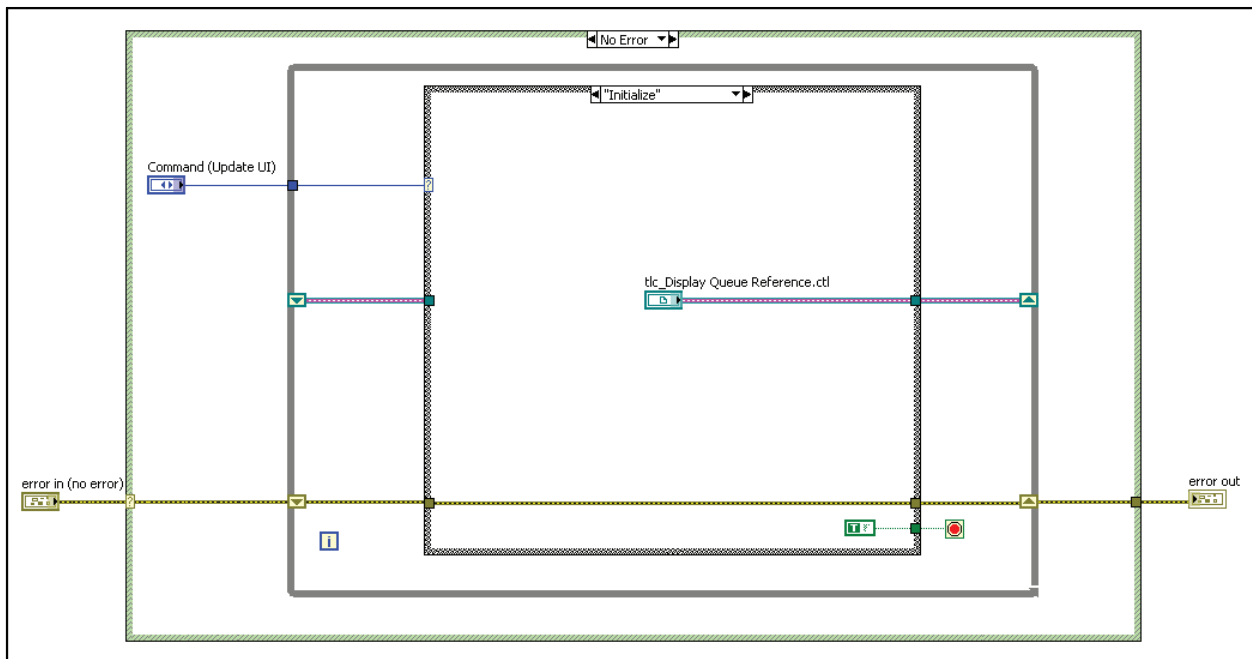 No Error
"Initialize"
Command (Update UI)
?
tlc_Display Queue Reference.ctl
error in (no error)
?
error out
T
i